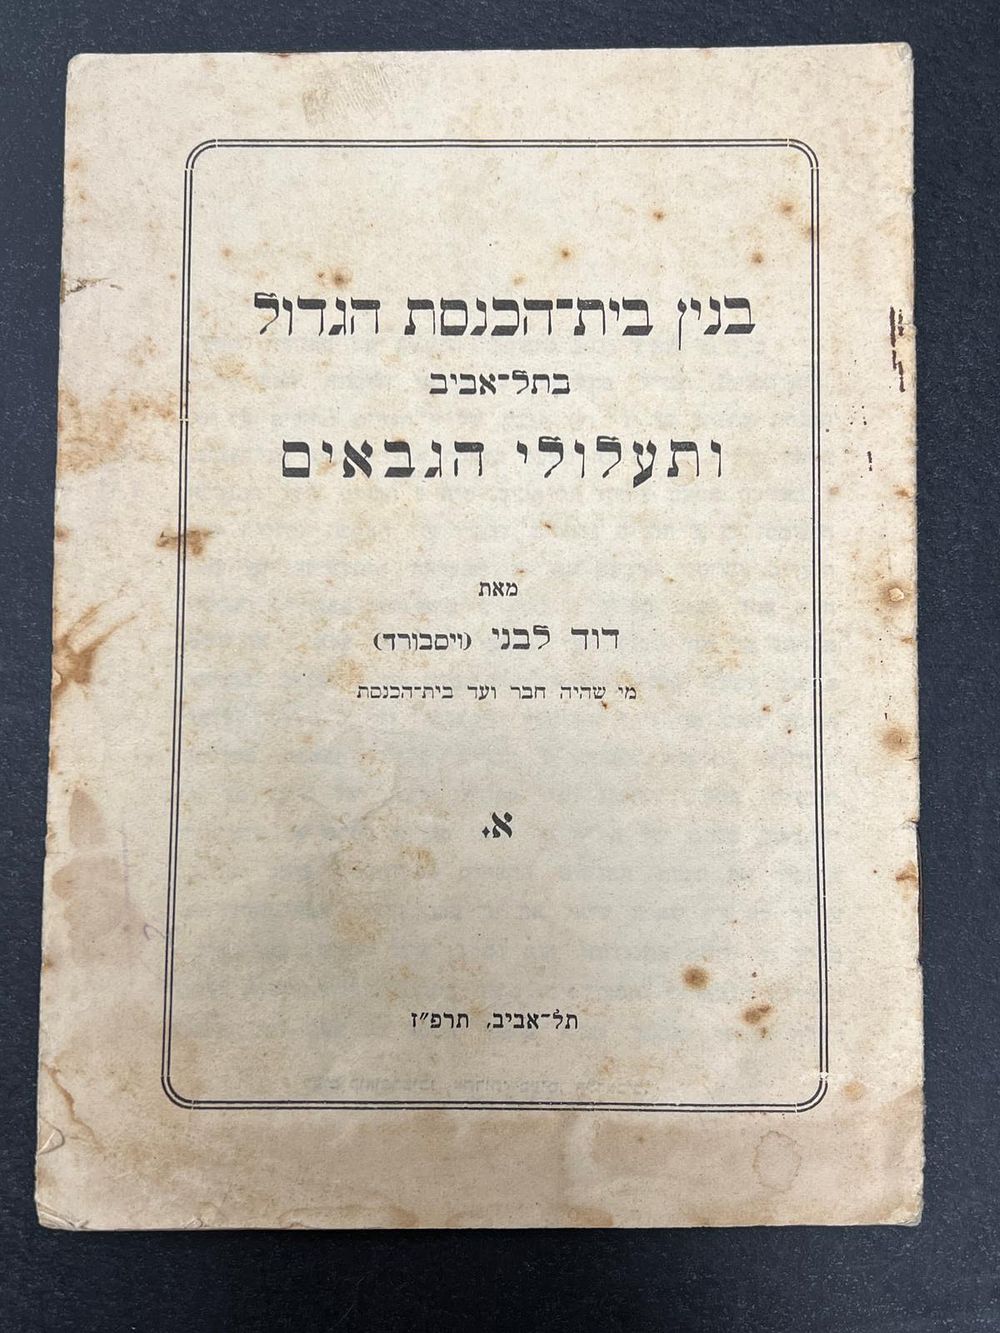 בנין בית־הכנסת הגדול
בתל־אביב
ותעלולי הגבאים
מאת
דוד לבני (ויסבורד)
מי שהיה חבר ועד בית־הכנסת
א.
תל־אביב, תרפ״ז